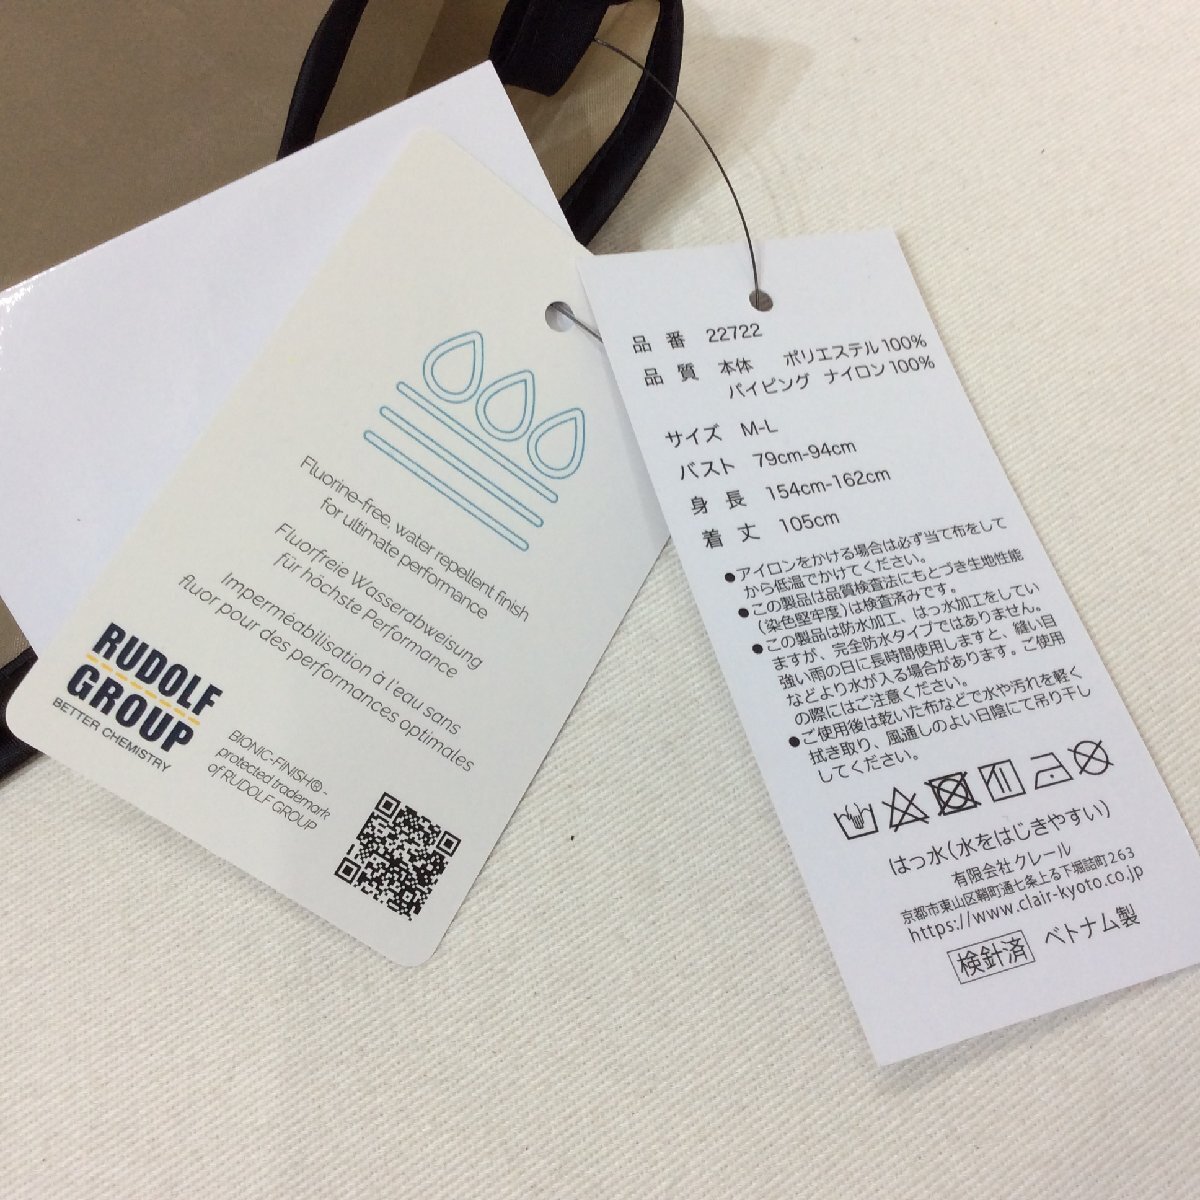 Fluorine-free, water repellent finish
for ultimate performance
Fluorfreie Wasserabweisung
für höchste Performance
Imperméabilisation à l'eau sans
fluor pour des performances optimales
RUDOLF
GROUP
BETTER CHEMISTRY
BIONIC-FINISH®-
protected trademark
of RUDOLF GROUP
品 番 22722
品 質 本体 ポリエステル100%
パイピング ナイロン100%
サイズ M-L
バスト 79cm-94cm
身 長 154cm-162cm
着 丈 105cm
●アイロンをかける場合は必ず当て布をして
から低温でかけてください。
●この製品は品質検査法にもとづき生地性能
(染色堅牢度)は検査済みです。
●この製品は防水加工、はっ水加工をしてい
ますが、完全防水タイプではありません。
強い雨の日に長時間使用しますと、縫い目
などより水が入る場合があります。ご使用
の際にはご注意ください。
●ご使用後は乾いた布などで水や汚れを軽く
拭き取り、風通しのよい日陰にて吊り干し
してください。
はっ水(水をはじきやすい)
有限会社クレール
京都市東山区鞘町通七条上る下堀詰町263
https://www.clair-kyoto.co.jp
検針済 ベトナム製